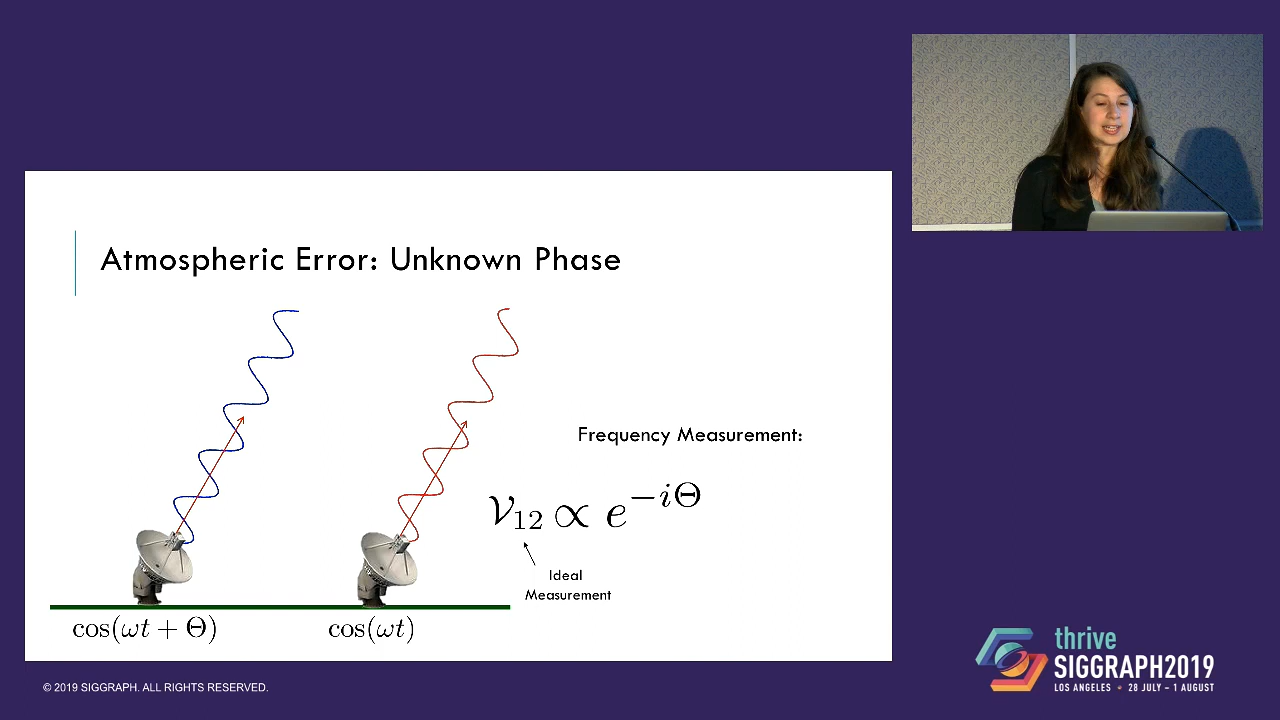 Atmospheric Error: Unknown Phase
Frequency Measurement:
𝒱₁₂ ∝ e^{−iΘ}
Ideal
Measurement
cos(ωt + Θ)
cos(ωt)
thrive
SIGGRAPH2019
LOS ANGELES • 28 JULY – 1 AUGUST
© 2019 SIGGRAPH. ALL RIGHTS RESERVED.